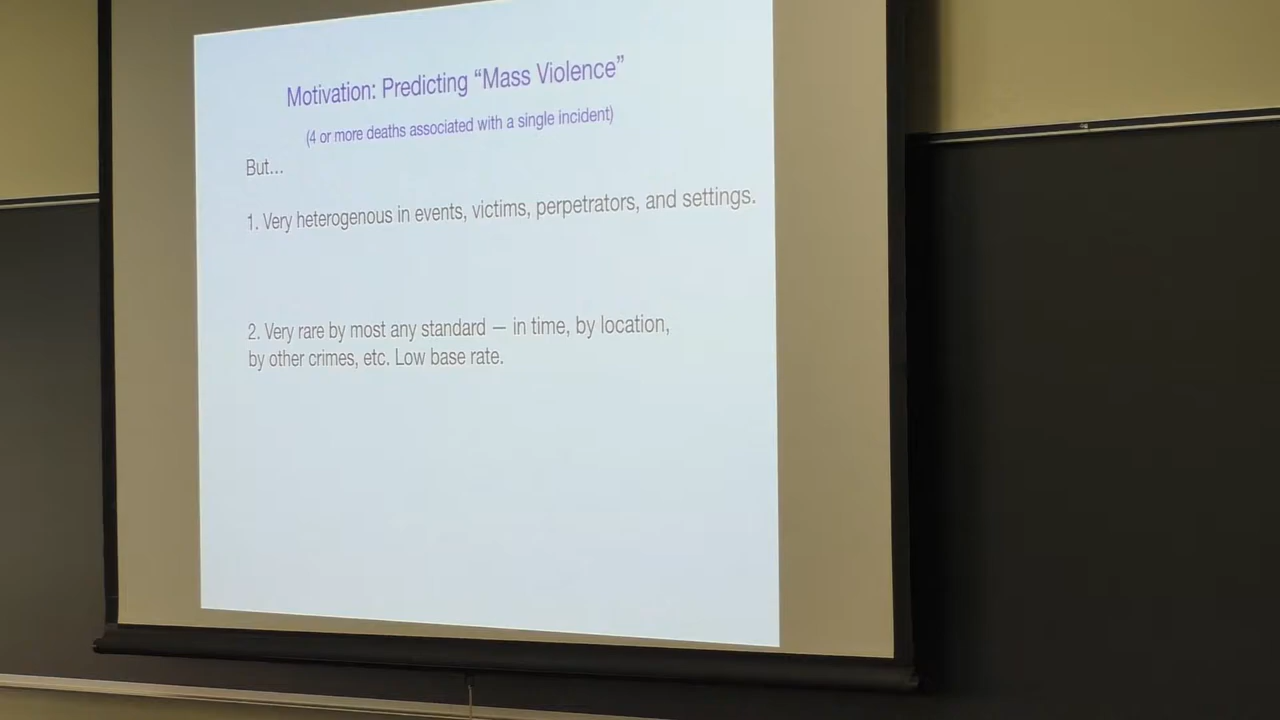 Motivation: Predicting “Mass Violence”
(4 or more deaths associated with a single incident)
But...
1. Very heterogenous in events, victims, perpetrators, and settings.
2. Very rare by most any standard — in time, by location,
by other crimes, etc. Low base rate.